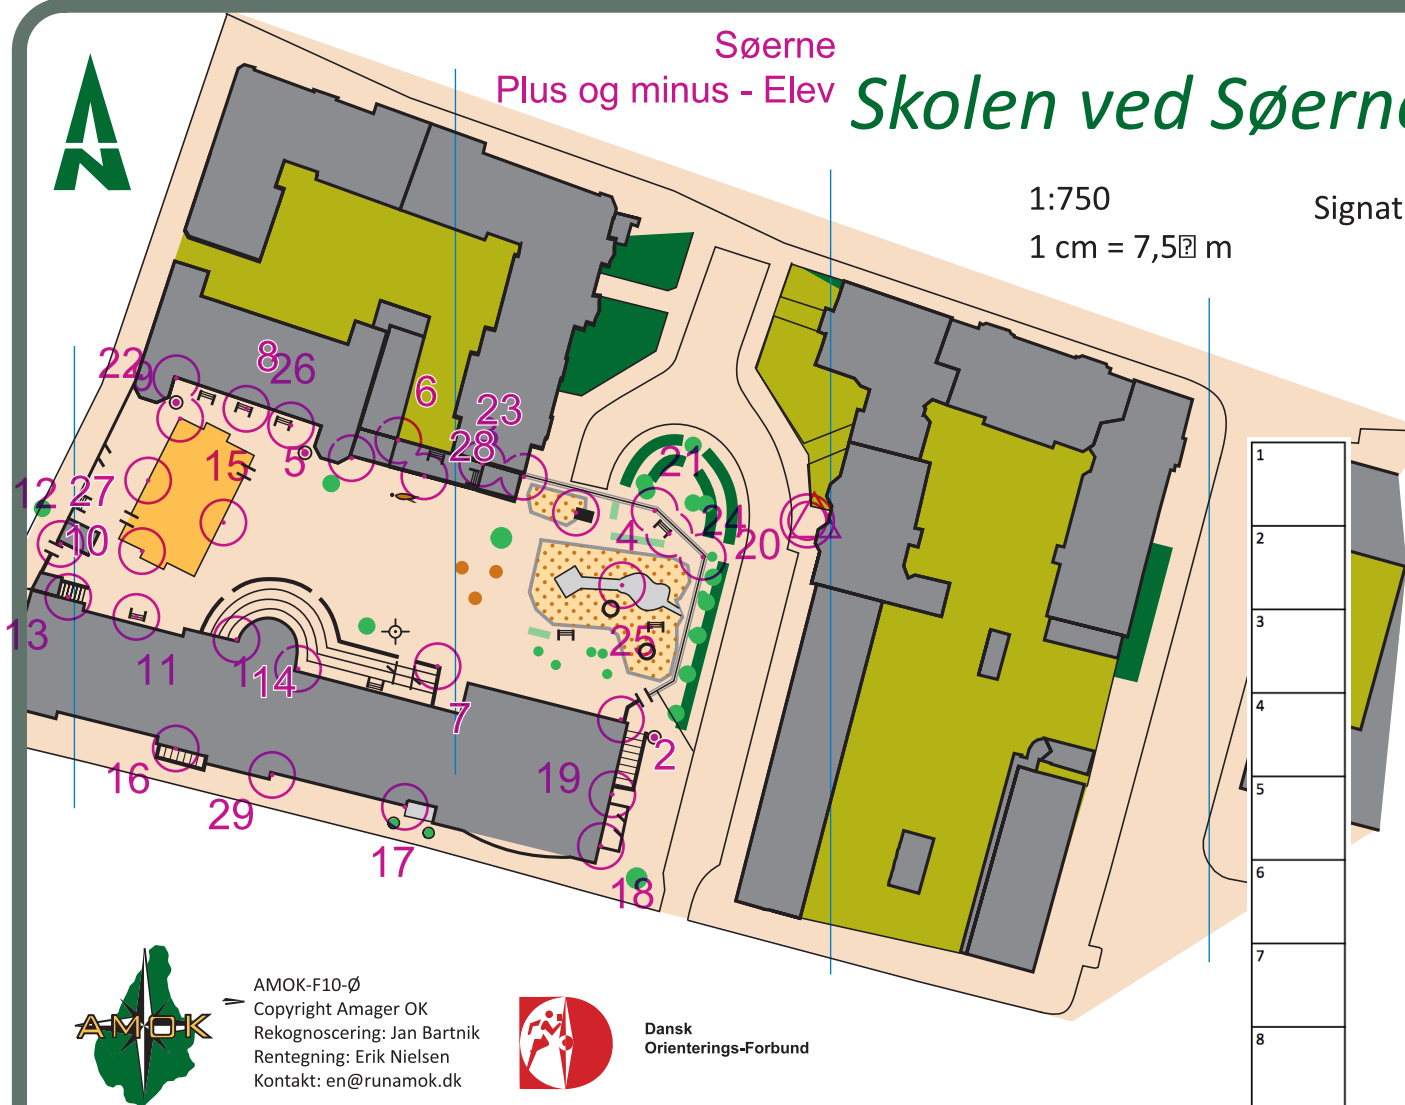 Søerne
Plus og minus - Elev
Skolen ved Søerne
1:750
1 cm = 7,5 m
Signat
22
9
8
26
6
23
28
15
5
12
27
10
21
4
24
20
13
11
1
14
25
7
2
16
29
19
17
18
1
2
3
4
5
6
7
8
AMOK
AMOK-F10-Ø
Copyright Amager OK
Rekognoscering: Jan Bartnik
Rentegning: Erik Nielsen
Kontakt: en@runamok.dk
Dansk
Orienterings-Forbund